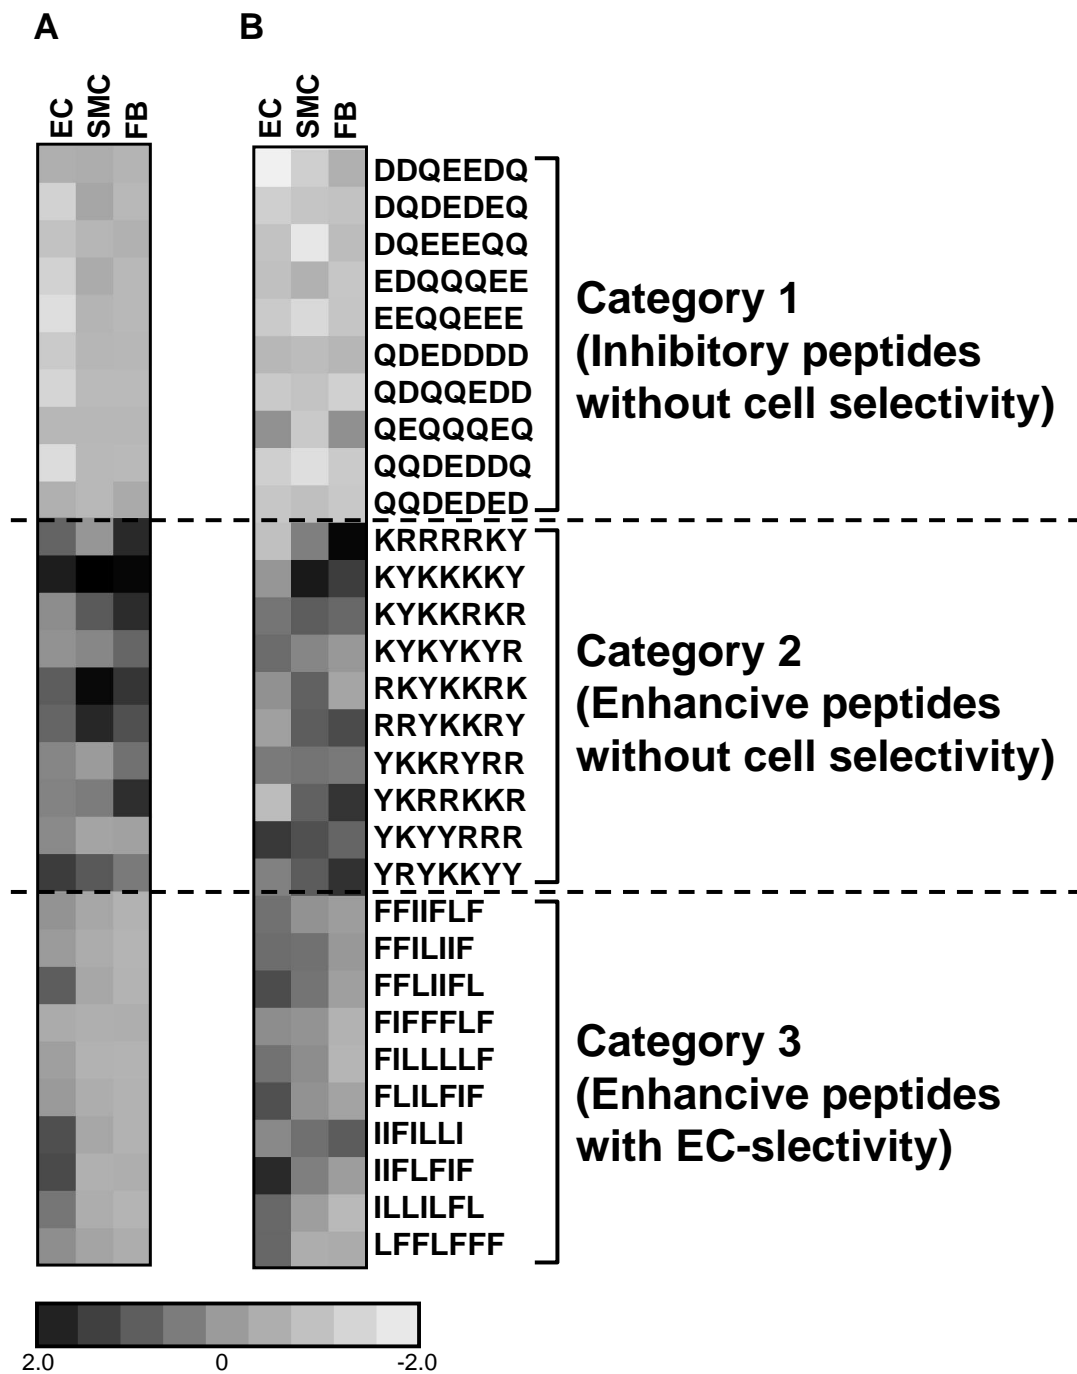 A
B
EC SMC FB
EC SMC FB
DDQEEDQ
DQDEDEQ
DQEEEQQ
EDQQQEE
EEQQEEE
QDEDDDD
QDQQEDD
QEQQQEQ
QQDEDDQ
QQDEDED
Category 1
(Inhibitory peptides
without cell selectivity)
KRRRRKY
KYKKKKY
KYKKRKR
KYKYKYR
RKYKKRK
RRYKKRY
YKKRYRR
YKRRKKR
YKYYRRR
YRYKKYY
Category 2
(Enhancive peptides
without cell selectivity)
FFIIFLF
FFILIIF
FFLIIFL
FIFFFLF
FILLLLF
FLILFIF
IIFILLI
IIFLFIF
ILLILFL
LFFLFFF
Category 3
(Enhancive peptides
with EC-slectivity)
2.0 0 -2.0